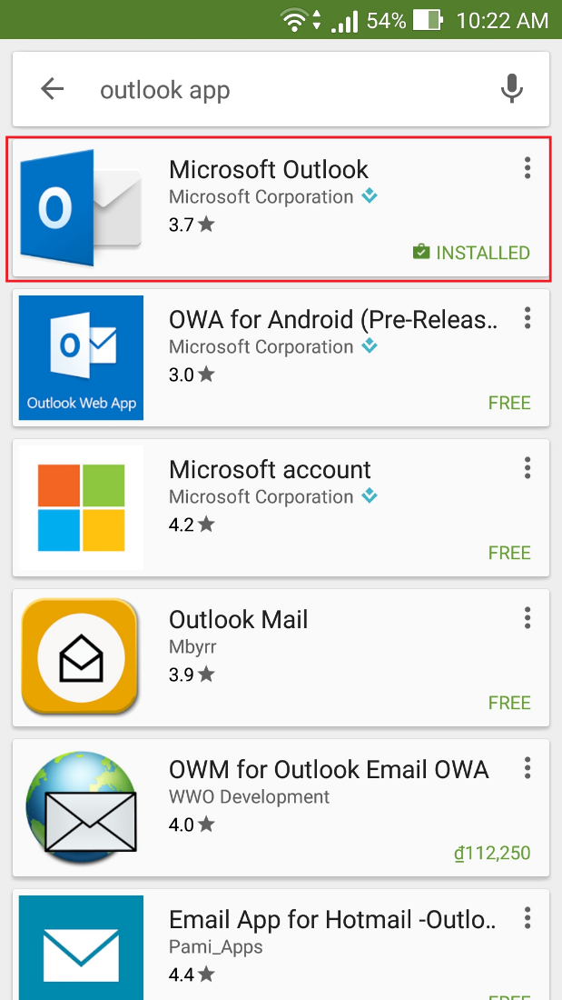 54% 10:22 AM
outlook app
Microsoft Outlook
Microsoft Corporation
3.7
INSTALLED
OWA for Android (Pre-Releas..
Microsoft Corporation
3.0
Outlook Web App
FREE
Microsoft account
Microsoft Corporation
4.2
FREE
Outlook Mail
Mbyrr
3.9
FREE
OWM for Outlook Email OWA
WWO Development
4.0
₫112,250
Email App for Hotmail -Outlo..
Pami_Apps
4.4
FREE